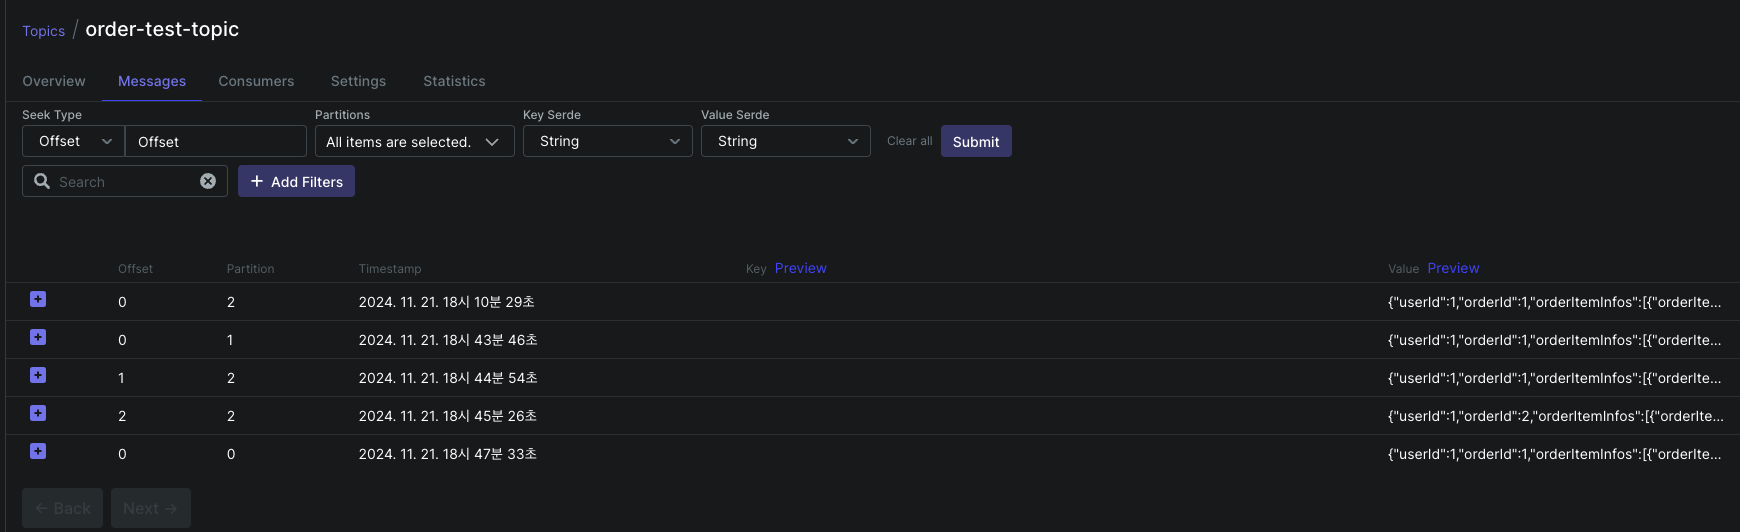 Topics / order-test-topic
Overview Messages Consumers Settings Statistics
Seek Type Partitions Key Serde Value Serde
Offset Offset All items are selected. String String Clear all Submit
Search + Add Filters
Offset Partition Timestamp Key Preview Value Preview
0 2 2024. 11. 21. 18시 10분 29초 {"userId":1,"orderId":1,"orderItemInfos":[{"orderIte...
0 1 2024. 11. 21. 18시 43분 46초 {"userId":1,"orderId":1,"orderItemInfos":[{"orderIte...
1 2 2024. 11. 21. 18시 44분 54초 {"userId":1,"orderId":1,"orderItemInfos":[{"orderIte...
2 2 2024. 11. 21. 18시 45분 26초 {"userId":1,"orderId":2,"orderItemInfos":[{"orderIte...
0 0 2024. 11. 21. 18시 47분 33초 {"userId":1,"orderId":1,"orderItemInfos":[{"orderIte...
← Back Next →